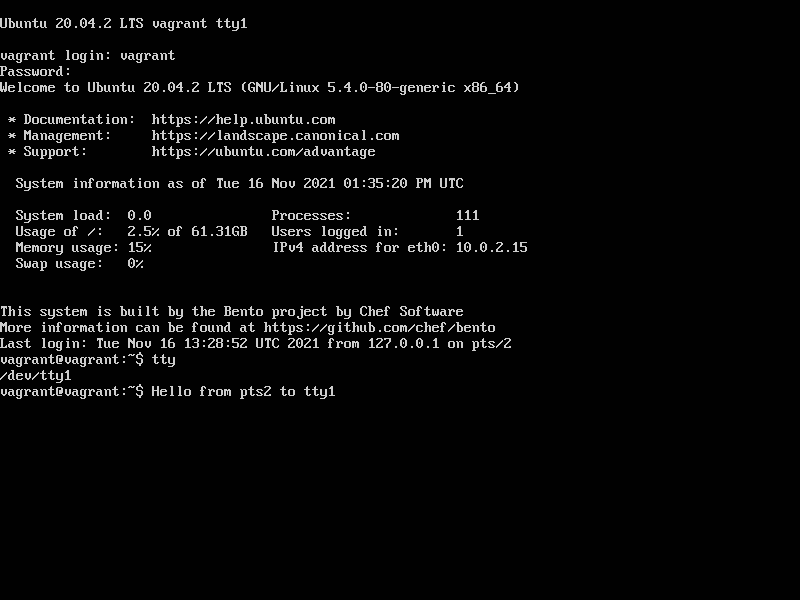 Ubuntu 20.04.2 LTS vagrant tty1
vagrant login: vagrant
Password:
Welcome to Ubuntu 20.04.2 LTS (GNU/Linux 5.4.0-80-generic x86_64)
* Documentation:  https://help.ubuntu.com
* Management:     https://landscape.canonical.com
* Support:        https://ubuntu.com/advantage
System information as of Tue 16 Nov 2021 01:35:20 PM UTC
System load:  0.0               Processes:             111
Usage of /:   2.5% of 61.31GB   Users logged in:       1
Memory usage: 15%               IPv4 address for eth0: 10.0.2.15
Swap usage:   0%
This system is built by the Bento project by Chef Software
More information can be found at https://github.com/chef/bento
Last login: Tue Nov 16 13:28:52 UTC 2021 from 127.0.0.1 on pts/2
vagrant@vagrant:~$ tty
/dev/tty1
vagrant@vagrant:~$ Hello from pts2 to tty1